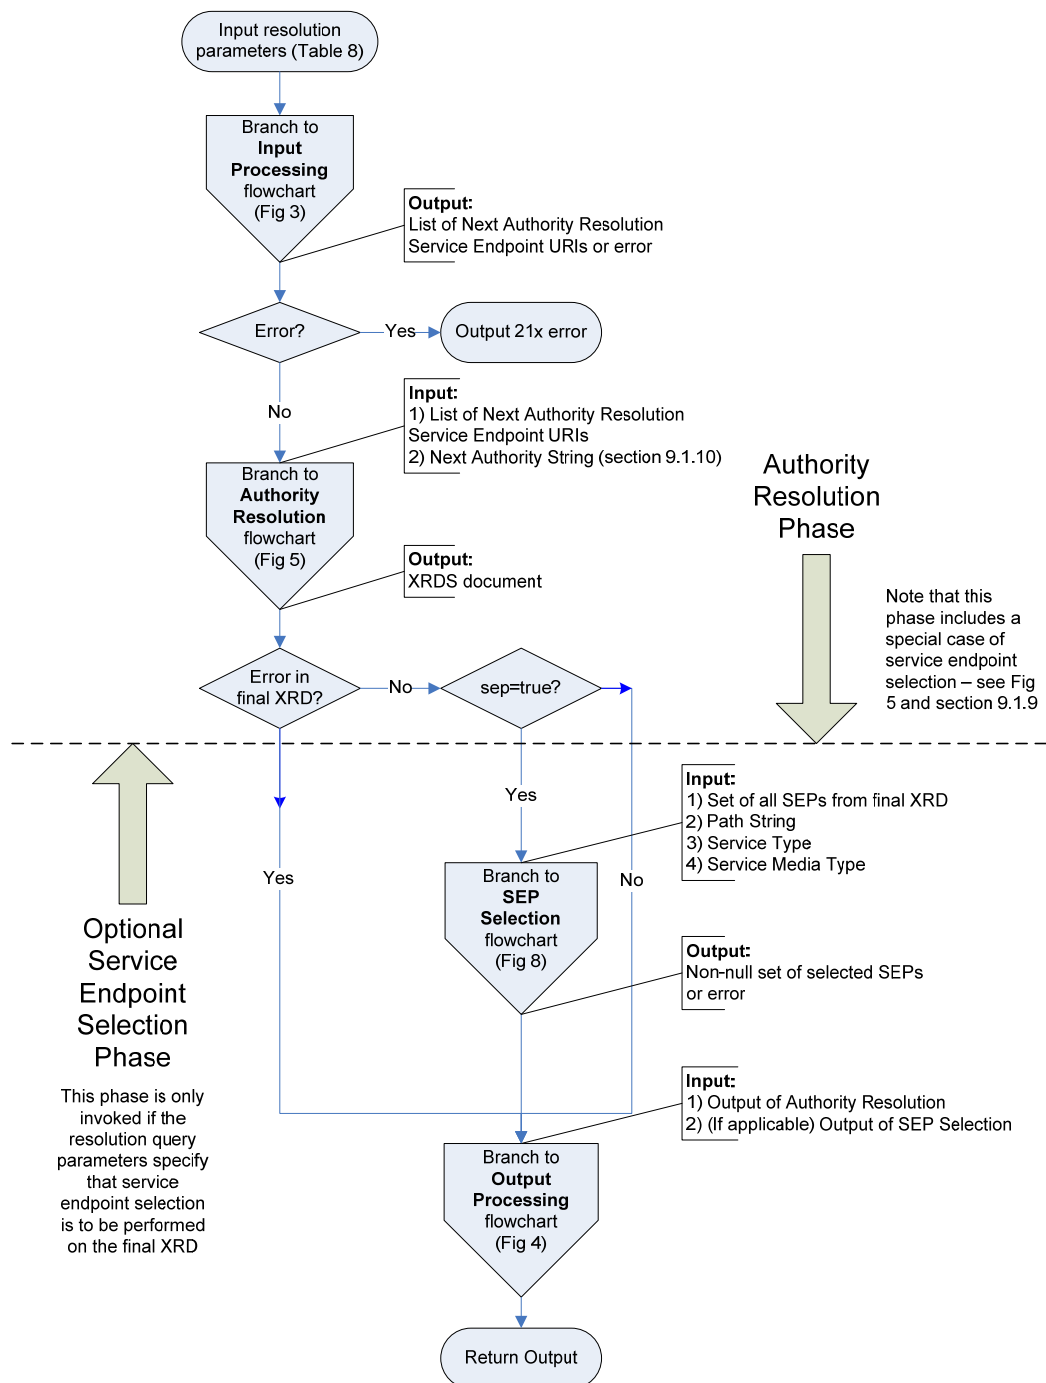 Input resolution
parameters (Table 8)
Branch to
Input
Processing
flowchart
(Fig 3)
Output:
List of Next Authority Resolution
Service Endpoint URIs or error
Error?
Yes
Output 21x error
No
Input:
1) List of Next Authority Resolution
Service Endpoint URIs
2) Next Authority String (section 9.1.10)
Branch to
Authority
Resolution
flowchart
(Fig 5)
Output:
XRDS document
Authority
Resolution
Phase
Note that this
phase includes a
special case of
service endpoint
selection – see Fig
5 and section 9.1.9
Error in
final XRD?
No
sep=true?
Yes
Yes
No
Input:
1) Set of all SEPs from final XRD
2) Path String
3) Service Type
4) Service Media Type
Branch to
SEP
Selection
flowchart
(Fig 8)
Output:
Non-null set of selected SEPs
or error
Optional
Service
Endpoint
Selection
Phase
This phase is only
invoked if the
resolution query
parameters specify
that service
endpoint selection
is to be performed
on the final XRD
Input:
1) Output of Authority Resolution
2) (If applicable) Output of SEP Selection
Branch to
Output
Processing
flowchart
(Fig 4)
Return Output